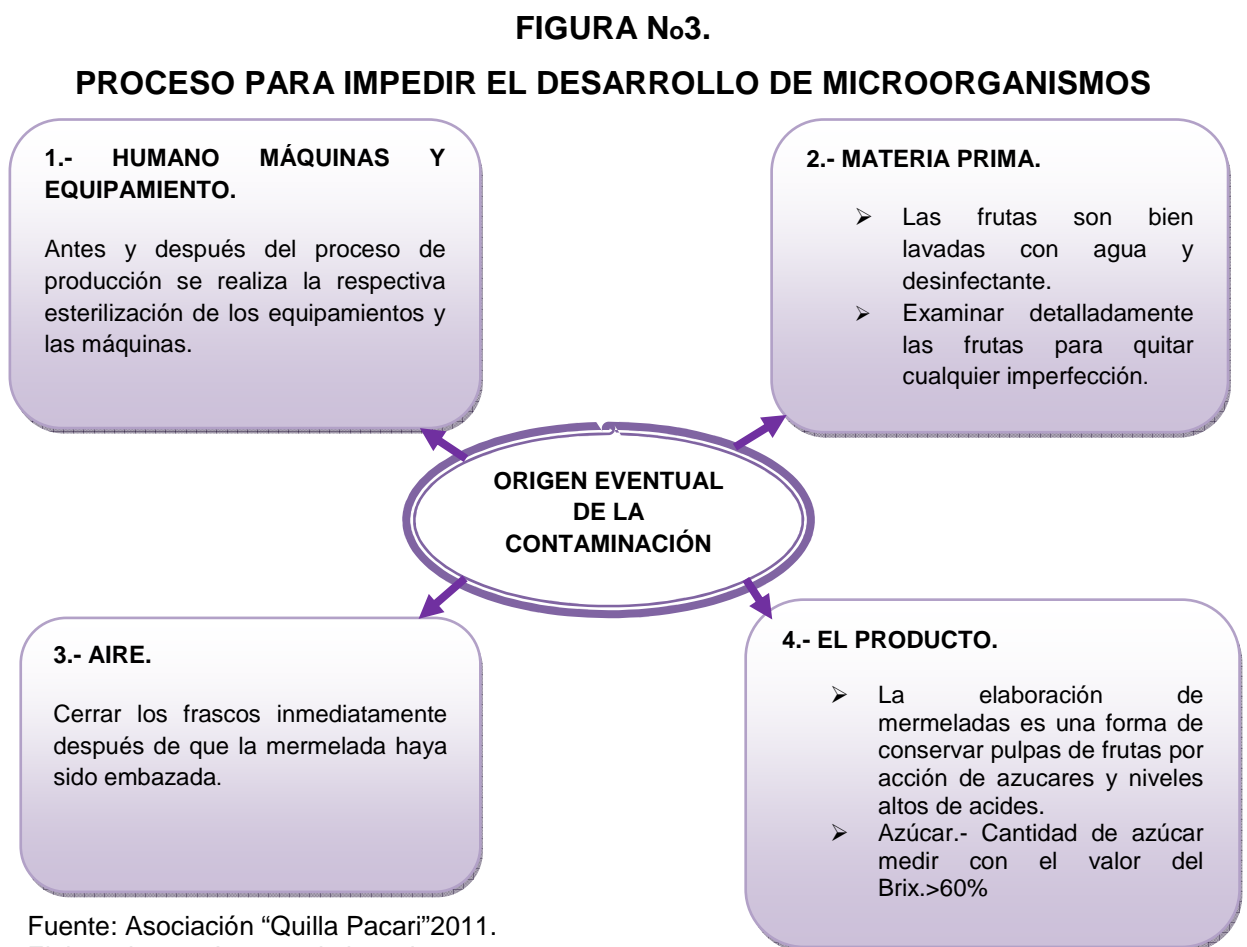 FIGURA No3.
PROCESO PARA IMPEDIR EL DESARROLLO DE MICROORGANISMOS
1.- HUMANO MÁQUINAS Y
EQUIPAMIENTO.
Antes y después del proceso de
producción se realiza la respectiva
esterilización de los equipamientos y
las máquinas.
2.- MATERIA PRIMA.
➢ Las frutas son bien
lavadas con agua y
desinfectante.
➢ Examinar detalladamente
las frutas para quitar
cualquier imperfección.
ORIGEN EVENTUAL
DE LA
CONTAMINACIÓN
3.- AIRE.
Cerrar los frascos inmediatamente
después de que la mermelada haya
sido embazada.
4.- EL PRODUCTO.
➢ La elaboración de
mermeladas es una forma de
conservar pulpas de frutas por
acción de azucares y niveles
altos de acides.
➢ Azúcar.- Cantidad de azúcar
medir con el valor del
Brix.>60%
Fuente: Asociación “Quilla Pacari”2011.